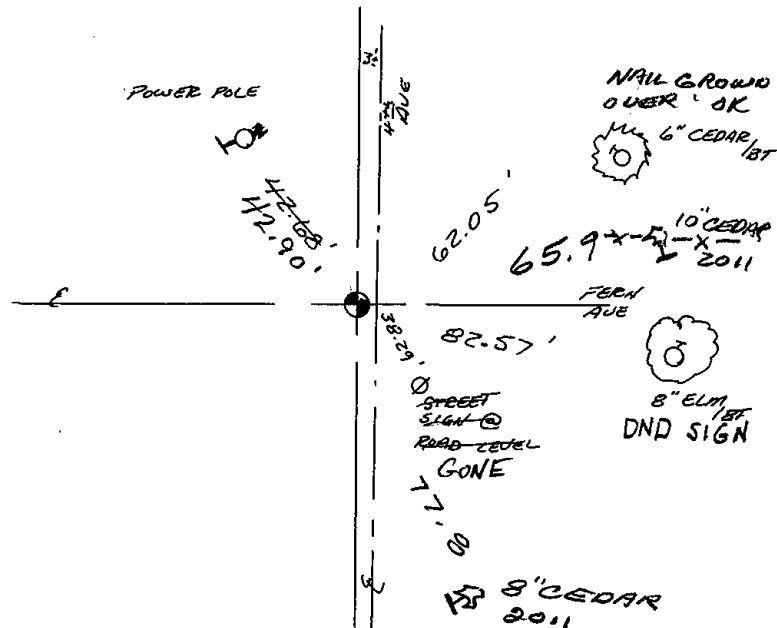 POWER POLE
42.68'
42.90'
AVE
62.05'
NAIL GROWN
OVER OK
6" CEDAR/BT
65.9
10" CEDAR
2011
FERN
AVE
38.29'
82.57'
STREET
SIGN @
ROAD LEVEL
GONE
8" ELM/BT
DND SIGN
77.00
8" CEDAR
2011